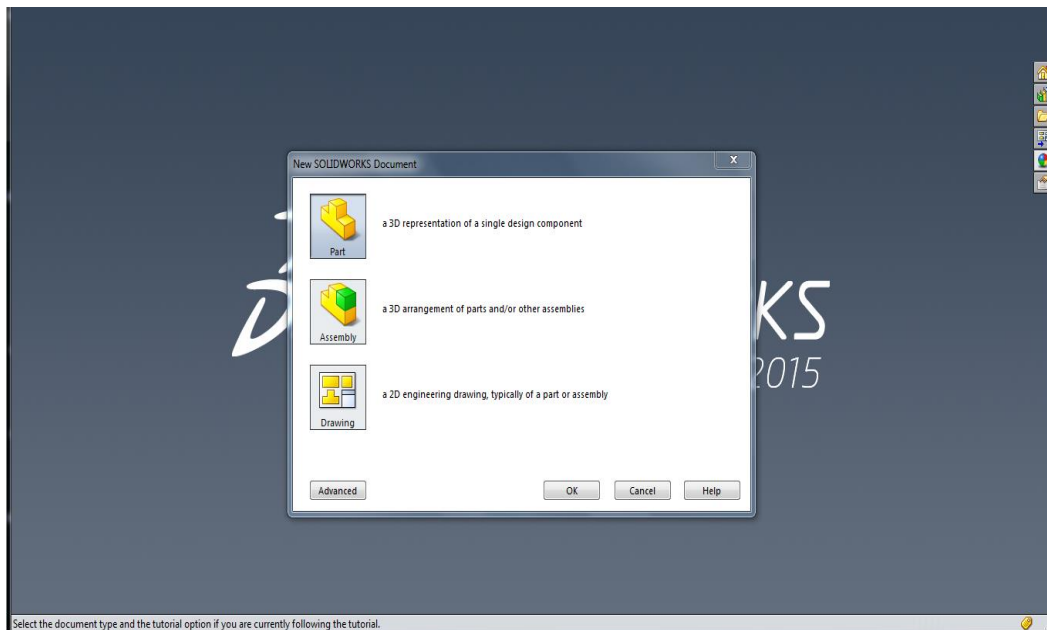 New SOLIDWORKS Document
X
Part
a 3D representation of a single design component
Assembly
a 3D arrangement of parts and/or other assemblies
Drawing
a 2D engineering drawing, typically of a part or assembly
KS
2015
Advanced
OK
Cancel
Help
Select the document type and the tutorial option if you are currently following the tutorial.